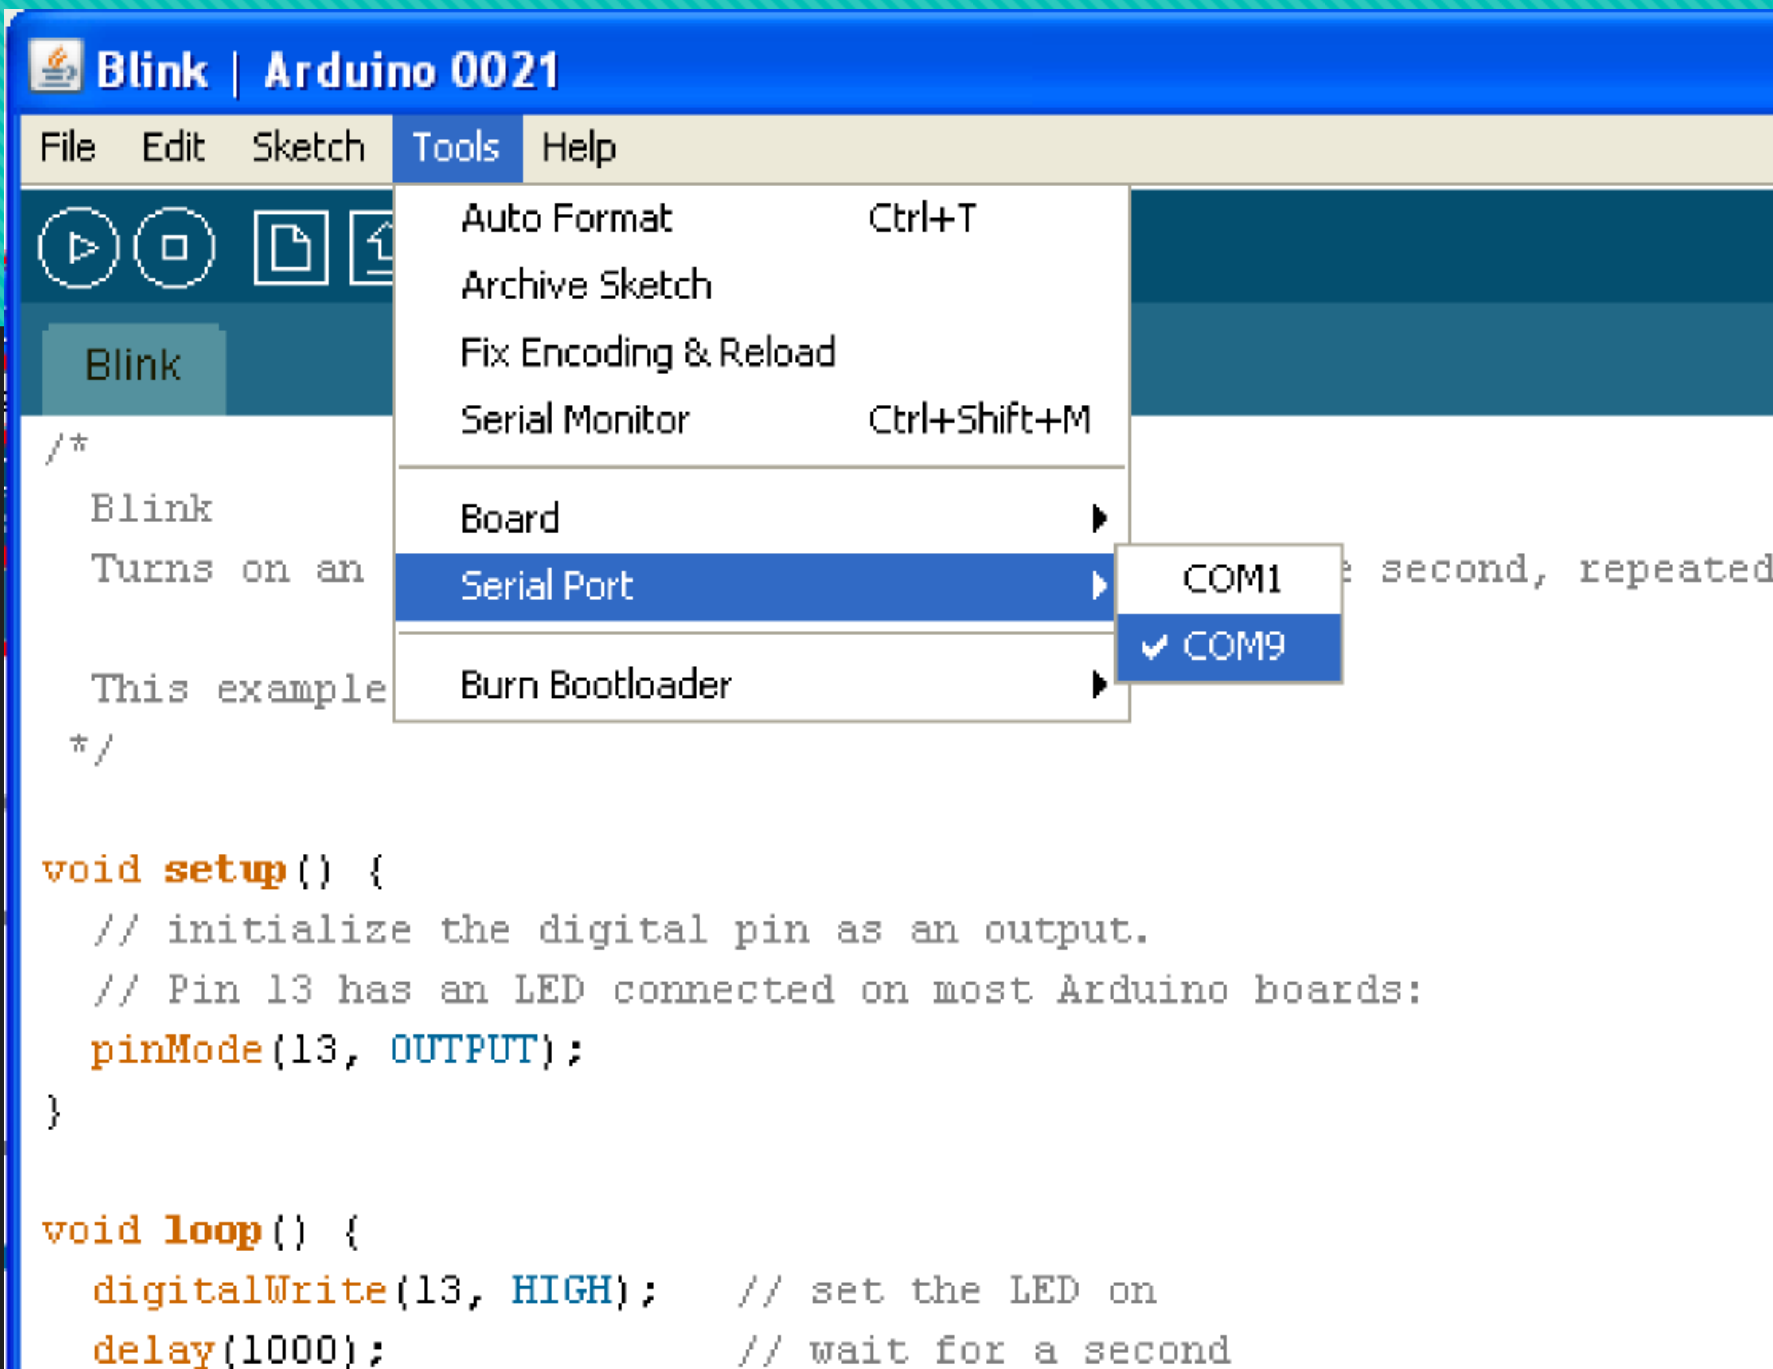 Blink | Arduino 0021
File Edit Sketch Tools Help
Auto Format Ctrl+T
Archive Sketch
Fix Encoding & Reload
Serial Monitor Ctrl+Shift+M
Board
Serial Port
Burn Bootloader
COM1
COM9
Blink
/*
Blink
Turns on an second, repeated
This example
*/
void setup() {
// initialize the digital pin as an output.
// Pin 13 has an LED connected on most Arduino boards:
pinMode(13, OUTPUT);
}
void loop() {
digitalWrite(13, HIGH); // set the LED on
delay(1000); // wait for a second